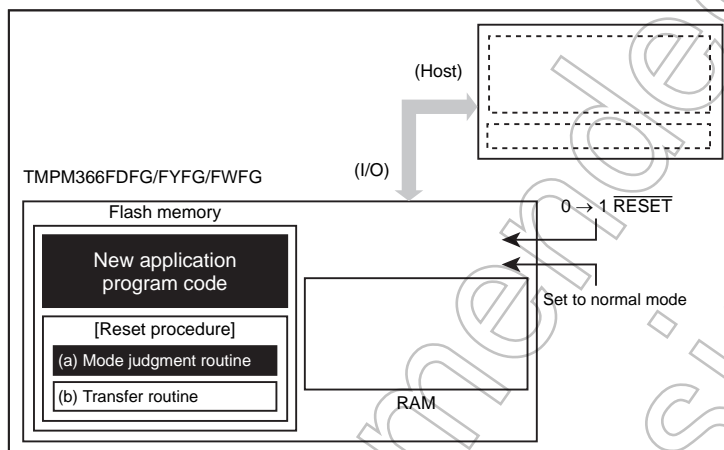 (Host)
(I/O)
TMPM366FDFG/FYFG/FWFG
Flash memory
0 → 1 R̅E̅S̅E̅T̅
New application
program code
Set to normal mode
[Reset procedure]
(a) Mode judgment routine
(b) Transfer routine
RAM